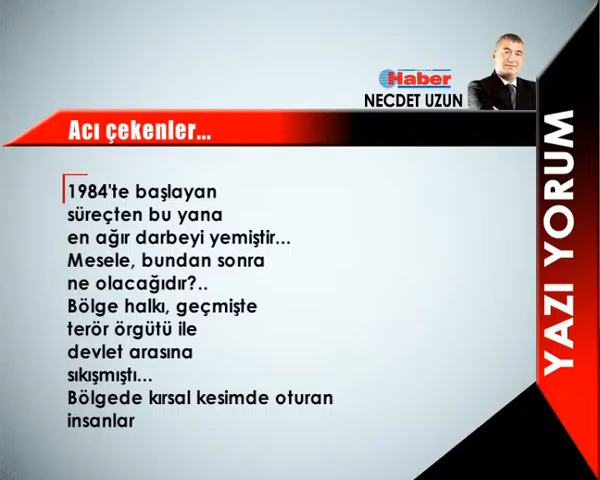 Haber
NECDET UZUN
Acı çekenler...
1984'te başlayan
süreçten bu yana
en ağır darbeyi yemiştir...
Mesele, bundan sonra
ne olacağıdır?..
Bölge halkı, geçmişte
terör örgütü ile
devlet arasına
sıkışmıştı...
Bölgede kırsal kesimde oturan
insanlar
YAZI YORUM